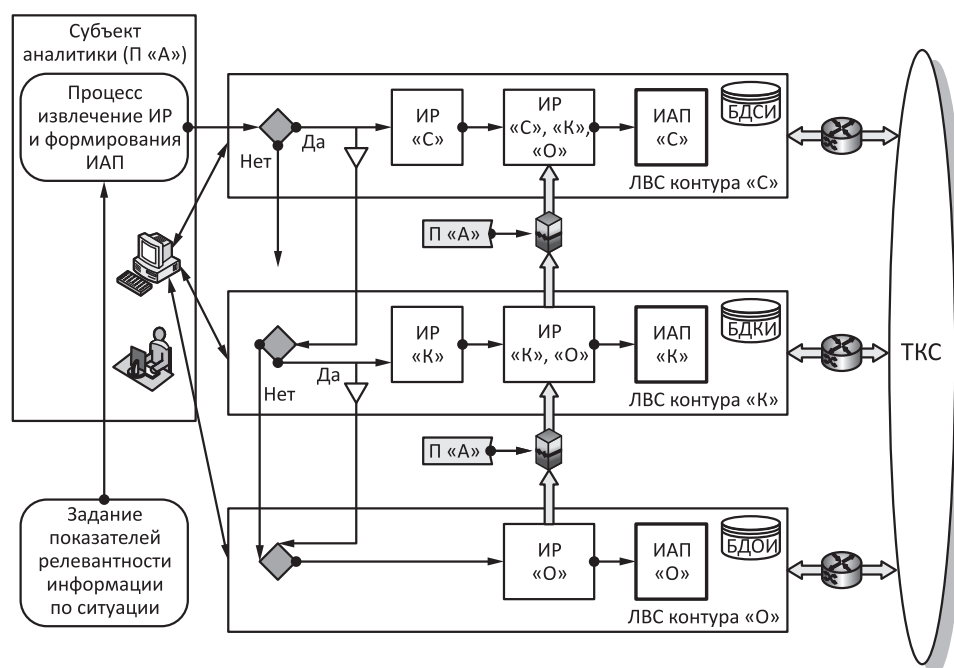 Субъект
аналитики (П «А»)
Процесс
извлечение ИР
и формирования
ИАП
Да
Нет
ИР
«С»
ИР
«С», «К»,
«О»
ИАП
«С»
БДСИ
ЛВС контура «С»
П «А»
Да
Нет
ИР
«К»
ИР
«К», «О»
ИАП
«К»
БДКИ
ЛВС контура «К»
ТКС
П «А»
Задание
показателей
релевантности
информации
по ситуации
ИР
«О»
ИАП
«О»
БДОИ
ЛВС контура «О»